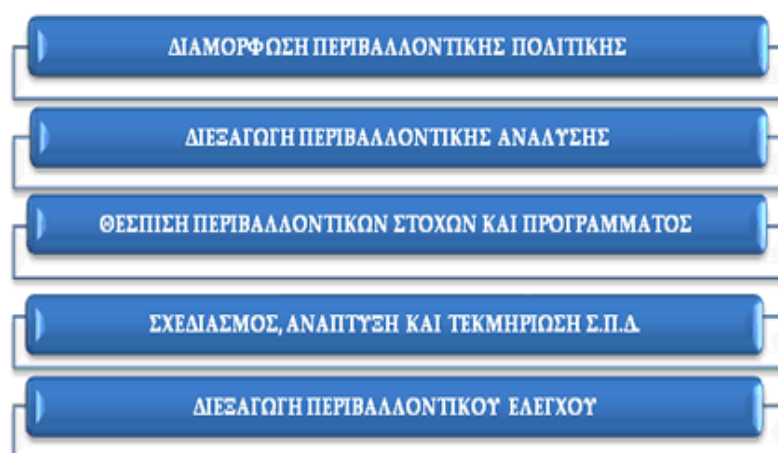 ΔΙΑΜΟΡΦΩΣΗ ΠΕΡΙΒΑΛΛΟΝΤΙΚΗΣ ΠΟΛΙΤΙΚΗΣ
ΔΙΕΞΑΓΩΓΗ ΠΕΡΙΒΑΛΛΟΝΤΙΚΗΣ ΑΝΑΛΥΣΗΣ
ΘΕΣΠΙΣΗ ΠΕΡΙΒΑΛΛΟΝΤΙΚΩΝ ΣΤΟΧΩΝ ΚΑΙ ΠΡΟΓΡΑΜΜΑΤΟΣ
ΣΧΕΔΙΑΣΜΟΣ, ΑΝΑΠΤΥΞΗ ΚΑΙ ΤΕΚΜΗΡΙΩΣΗ Σ.Π.Δ.
ΔΙΕΞΑΓΩΓΗ ΠΕΡΙΒΑΛΛΟΝΤΙΚΟΥ ΕΛΕΓΧΟΥ